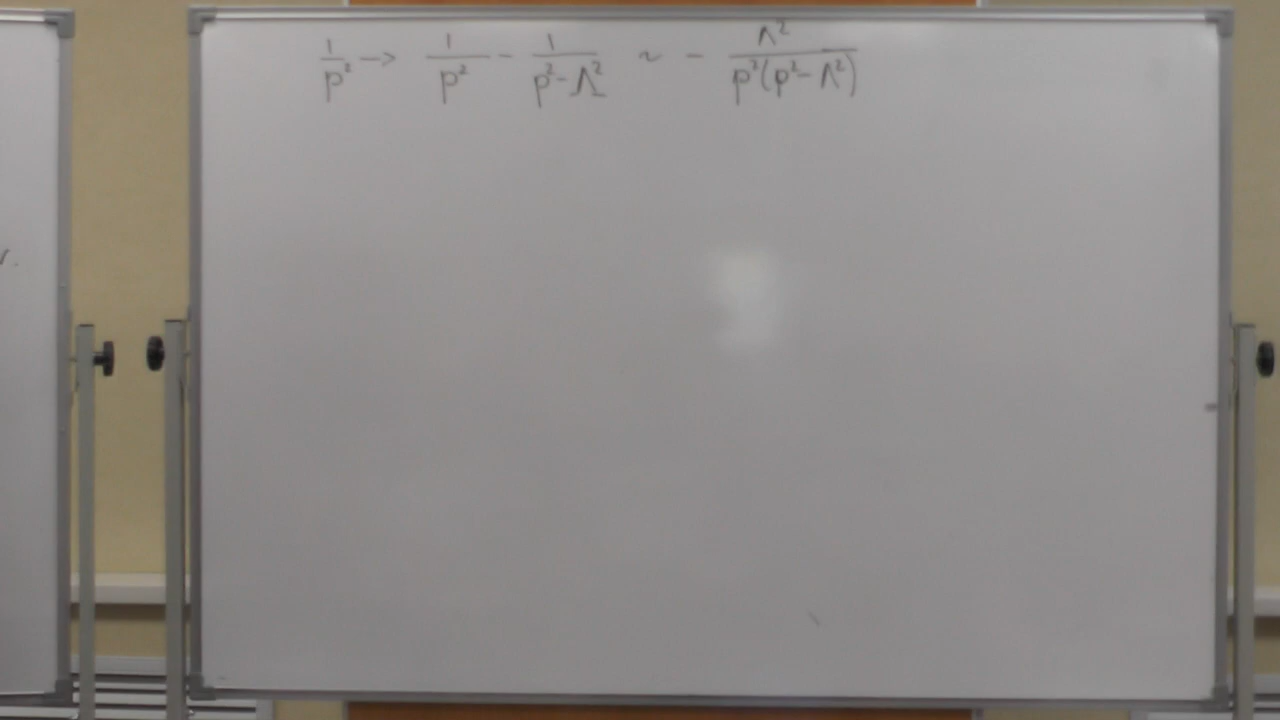 1/p² → 1/p² - 1/(p²-Λ²) ~ - Λ²/(p²(p²-Λ²))